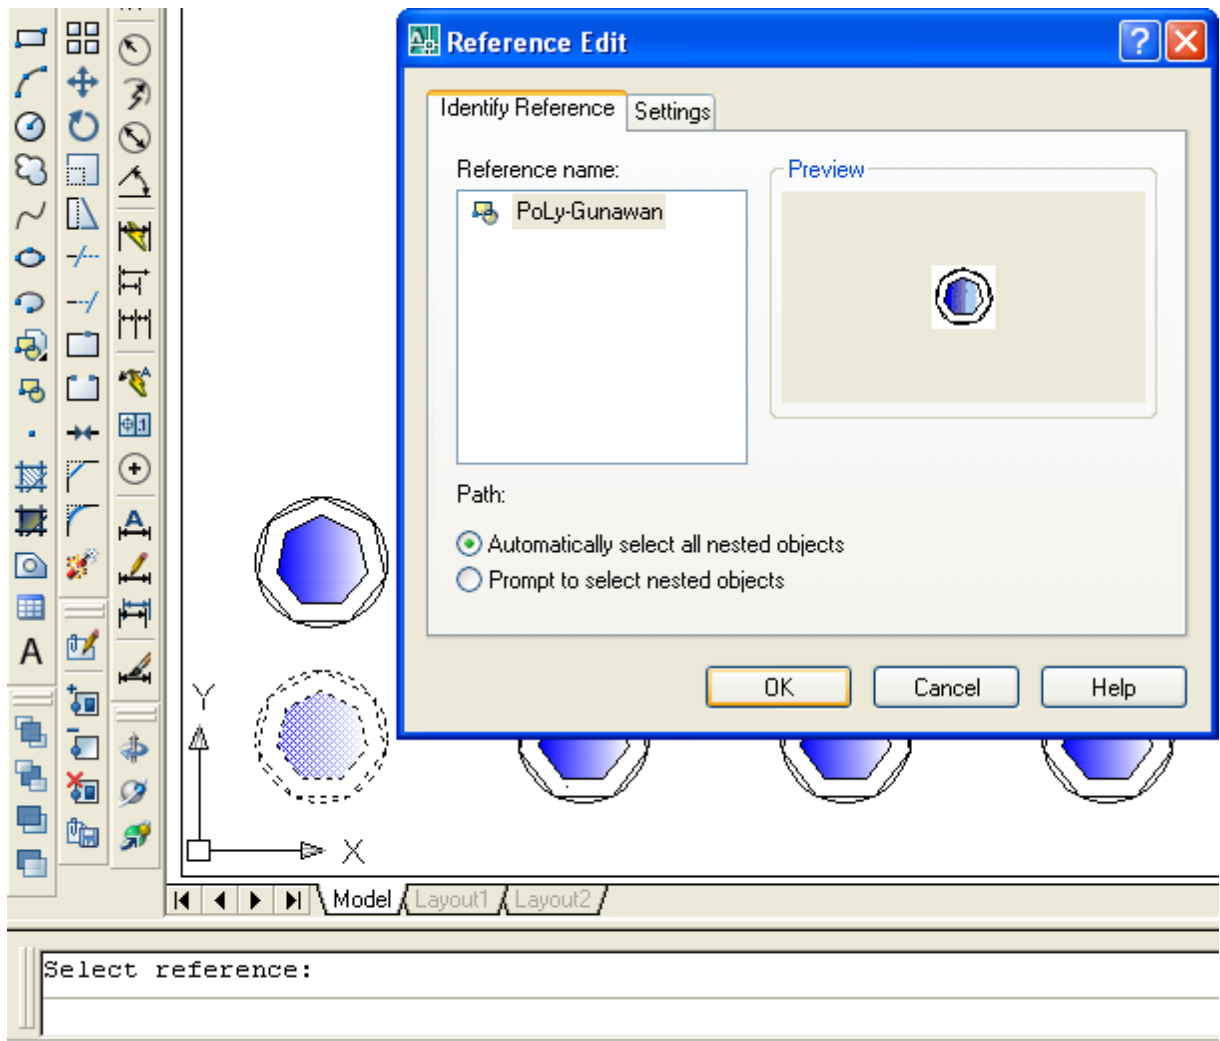 Reference Edit
Identify Reference
Settings
Reference name:
Preview
PoLy-Gunawan
Path:
Automatically select all nested objects
Prompt to select nested objects
OK
Cancel
Help
A
A
A
.1
Y
X
Model
Layout1
Layout2
Select reference: